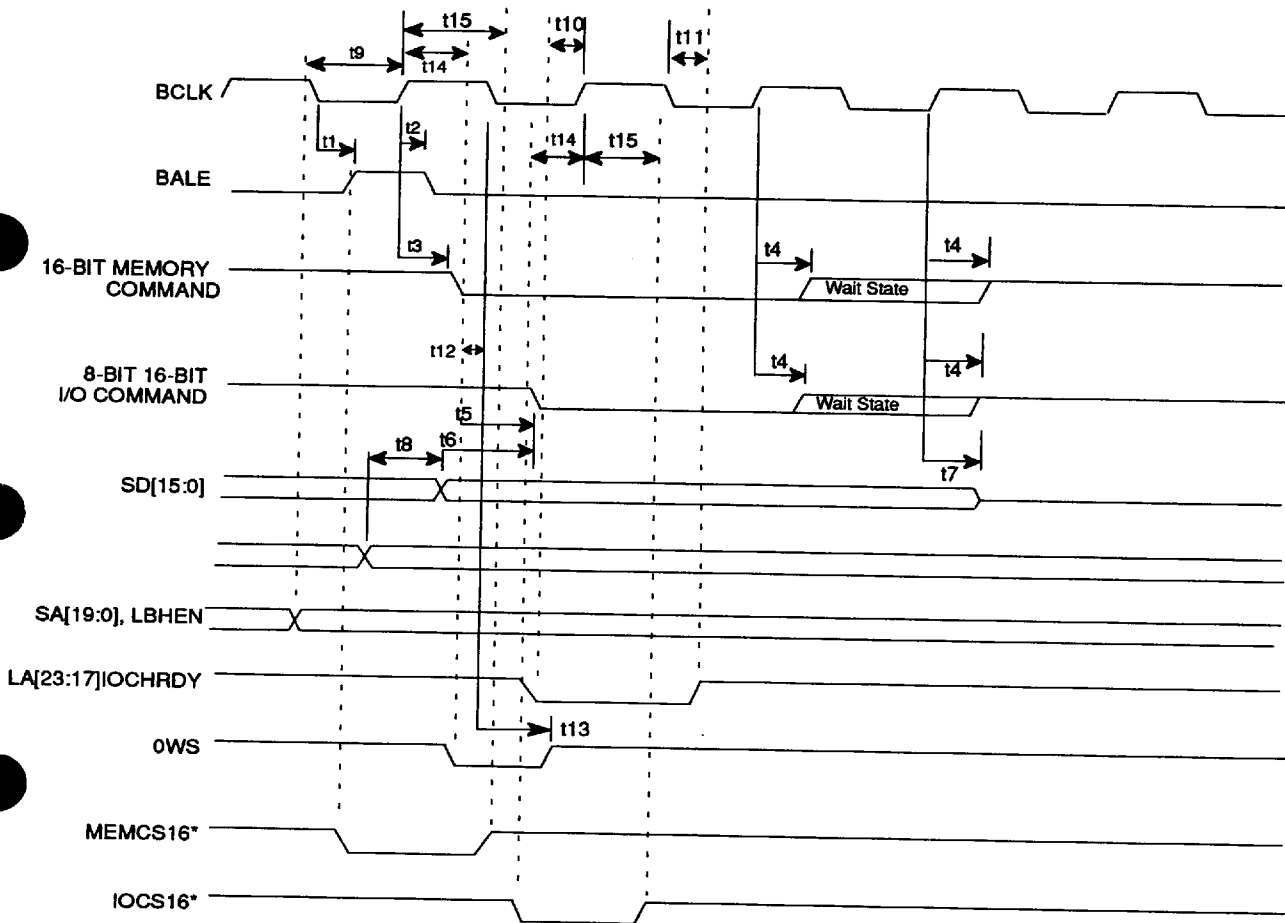 t15
t10
t11
t9
t14
BCLK
t1
t2
t14
t15
BALE
t3
t4
t4
16-BIT MEMORY
COMMAND
Wait State
t12
t4
t4
8-BIT 16-BIT
I/O COMMAND
Wait State
t5
t8
t6
t7
SD[15:0]
SA[19:0], LBHEN
LA[23:17]IOCHRDY
t13
0WS
MEMCS16*
IOCS16*